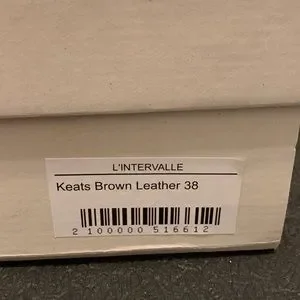 L'INTERVALLE
Keats Brown Leather 38
2 100000 516612